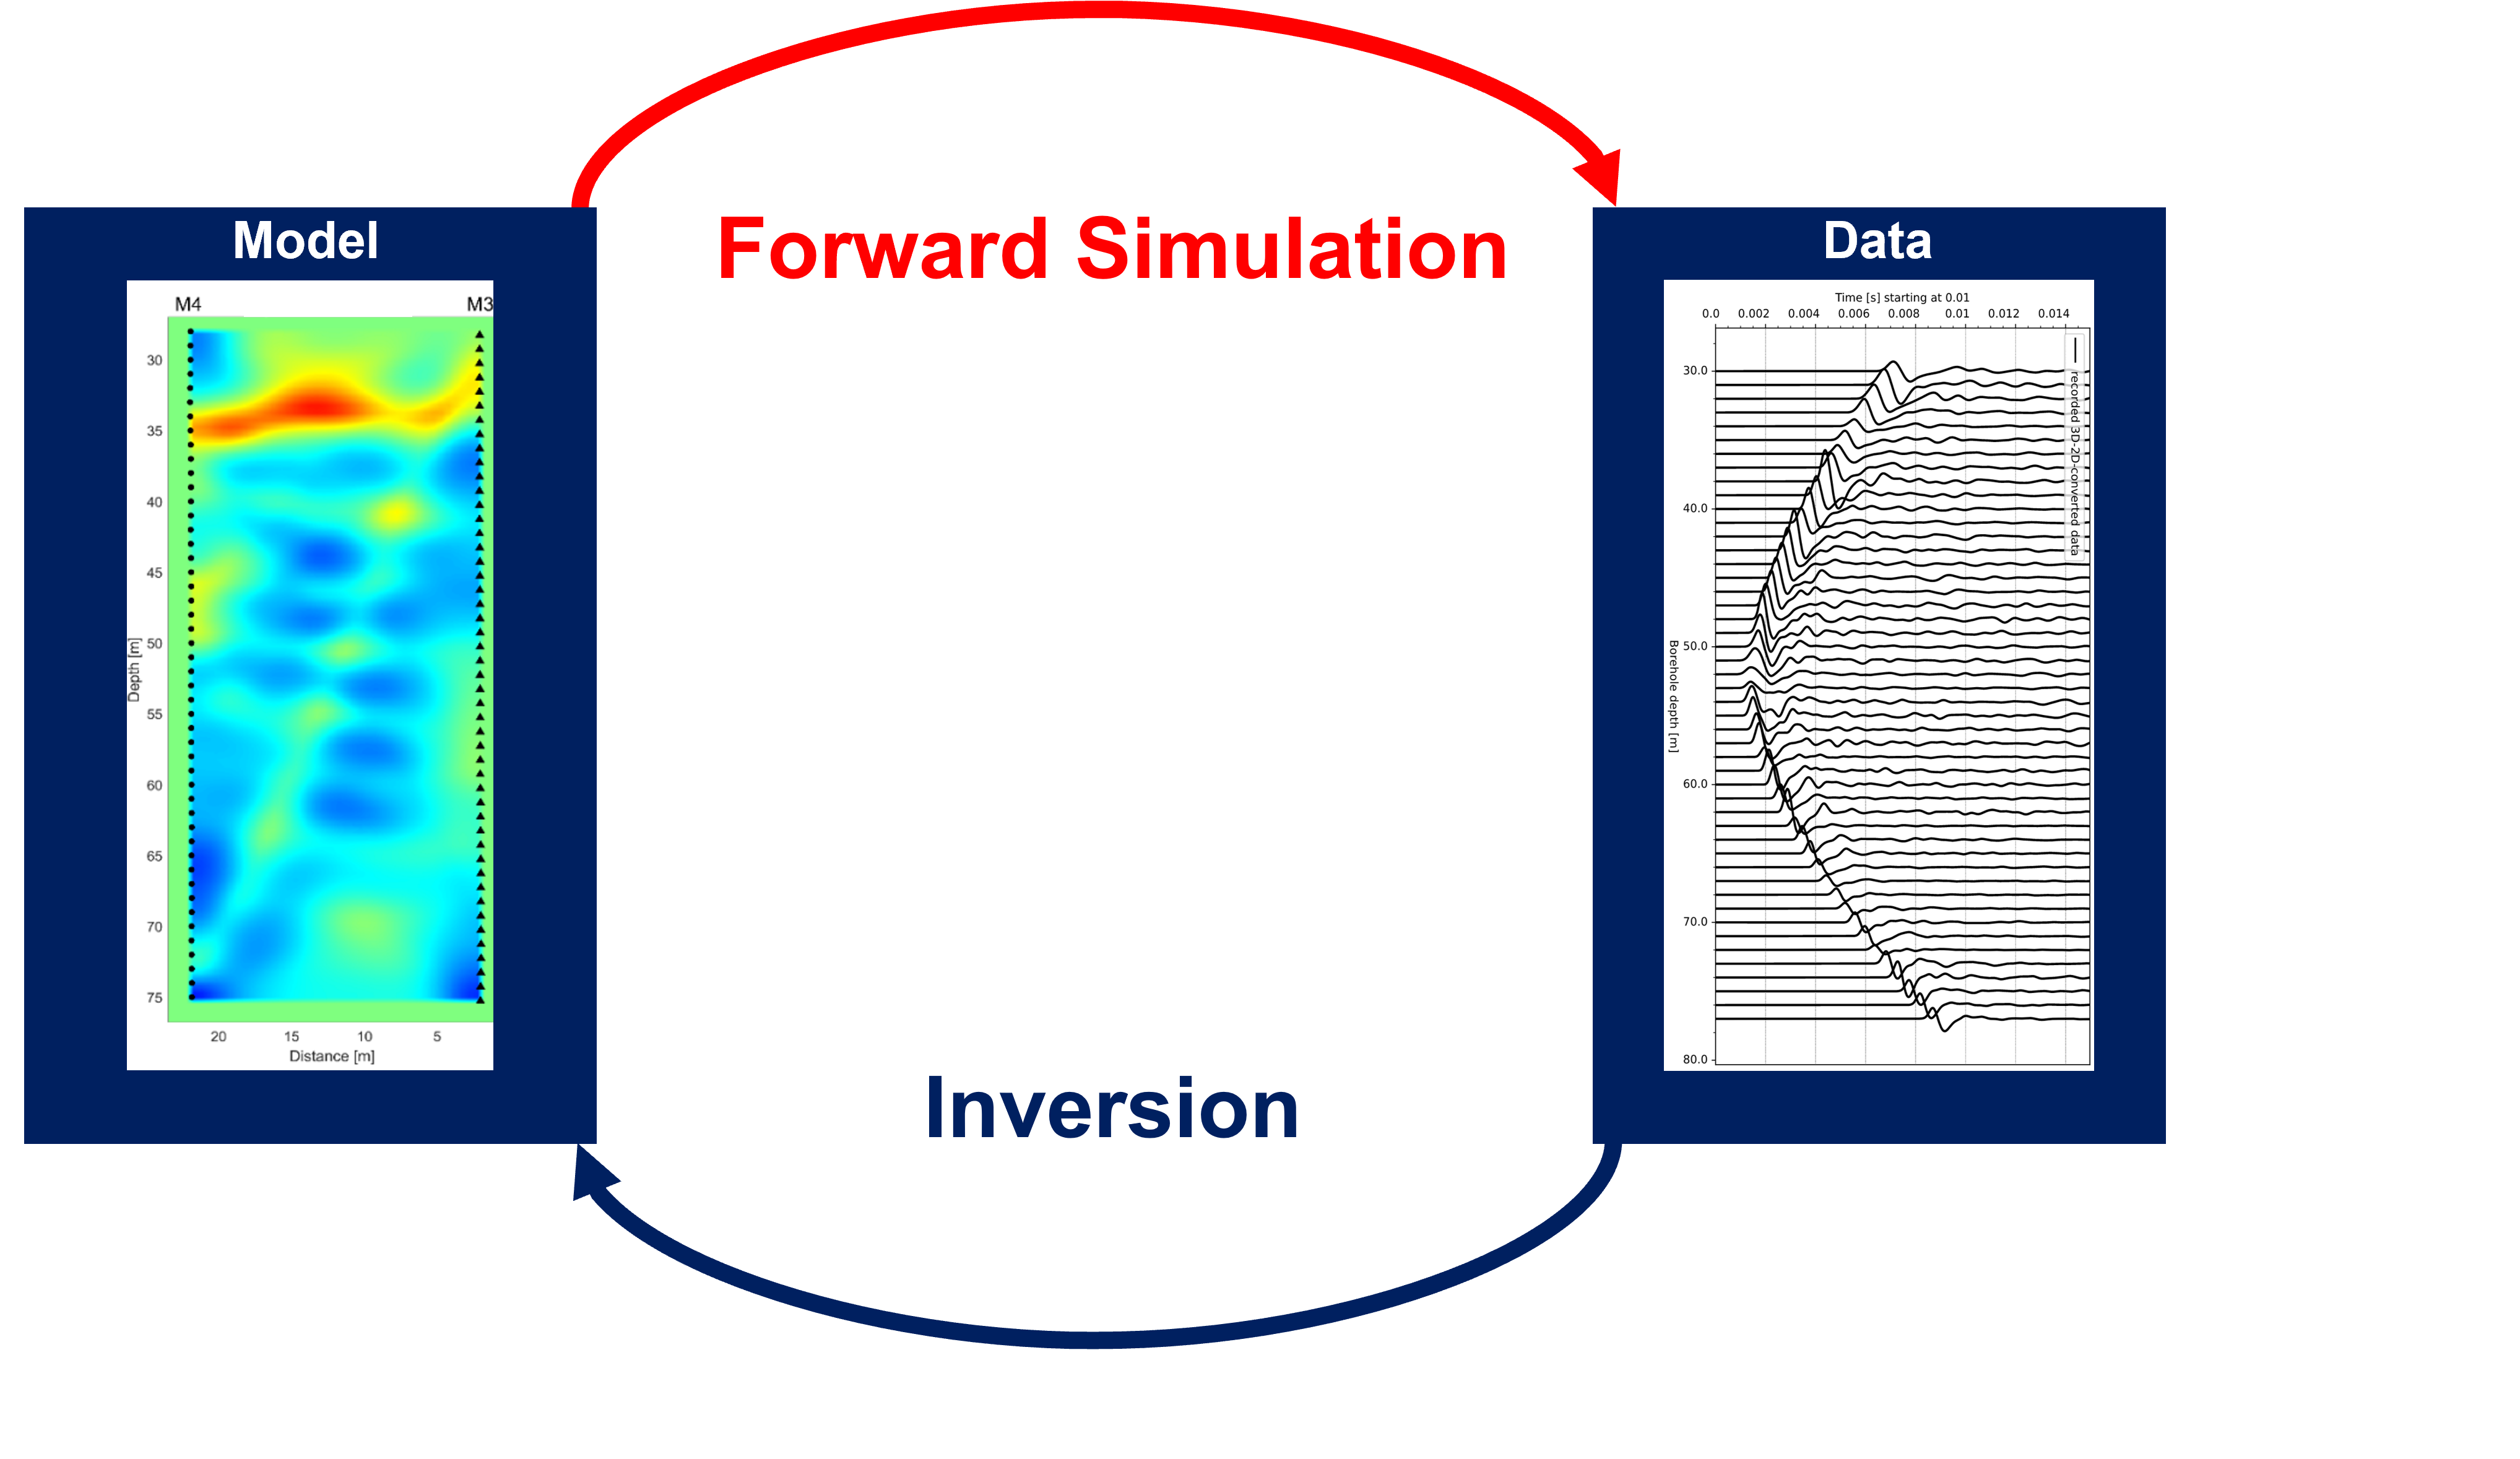 Forward Simulation
Model
M4 M3
30
35
40
45
50
55
60
65
70
75
Depth [m]
20 15 10 5
Distance [m]
Data
Time [s] starting at 0.01
0.0 0.002 0.004 0.006 0.008 0.01 0.012 0.014
30.0
40.0
50.0
60.0
70.0
80.0
Borehole depth [m]
recorded 3D-2D-converted data
Inversion